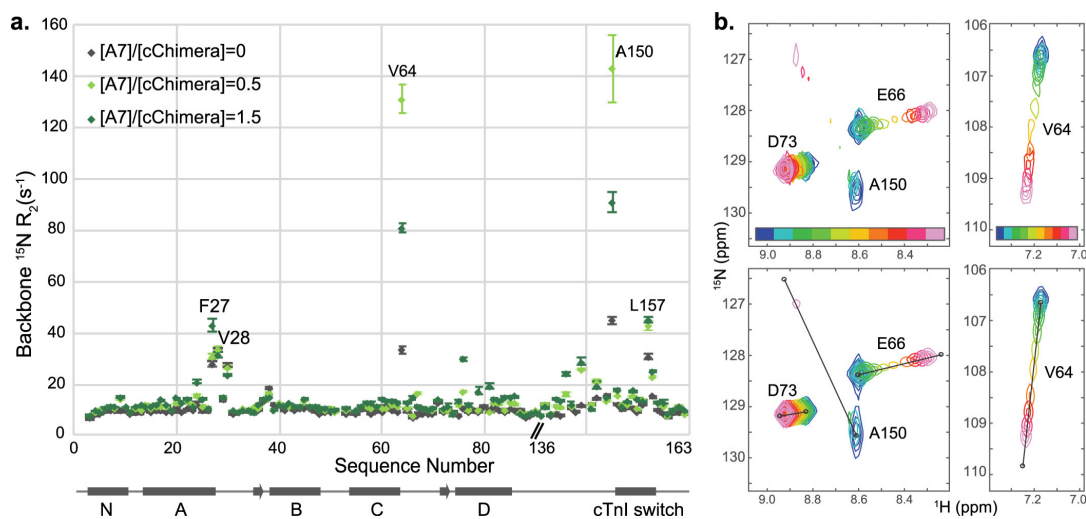 a.
160
140
120
100
80
60
40
20
0
Backbone ¹⁵N R₂(s⁻¹)
[A7]/[cChimera]=0
[A7]/[cChimera]=0.5
[A7]/[cChimera]=1.5
V64
A150
F27
V28
L157
0 20 40 60 80 136 163
Sequence Number
N A B C D cTnI switch
b.
127
128
129
130
E66
D73
A150
9.0 8.8 8.6 8.4
106
107
108
109
110
V64
7.2 7.0
¹⁵N (ppm)
127
128
129
130
E66
D73
A150
9.0 8.8 8.6 8.4
106
107
108
109
110
V64
7.2 7.0
¹H (ppm)